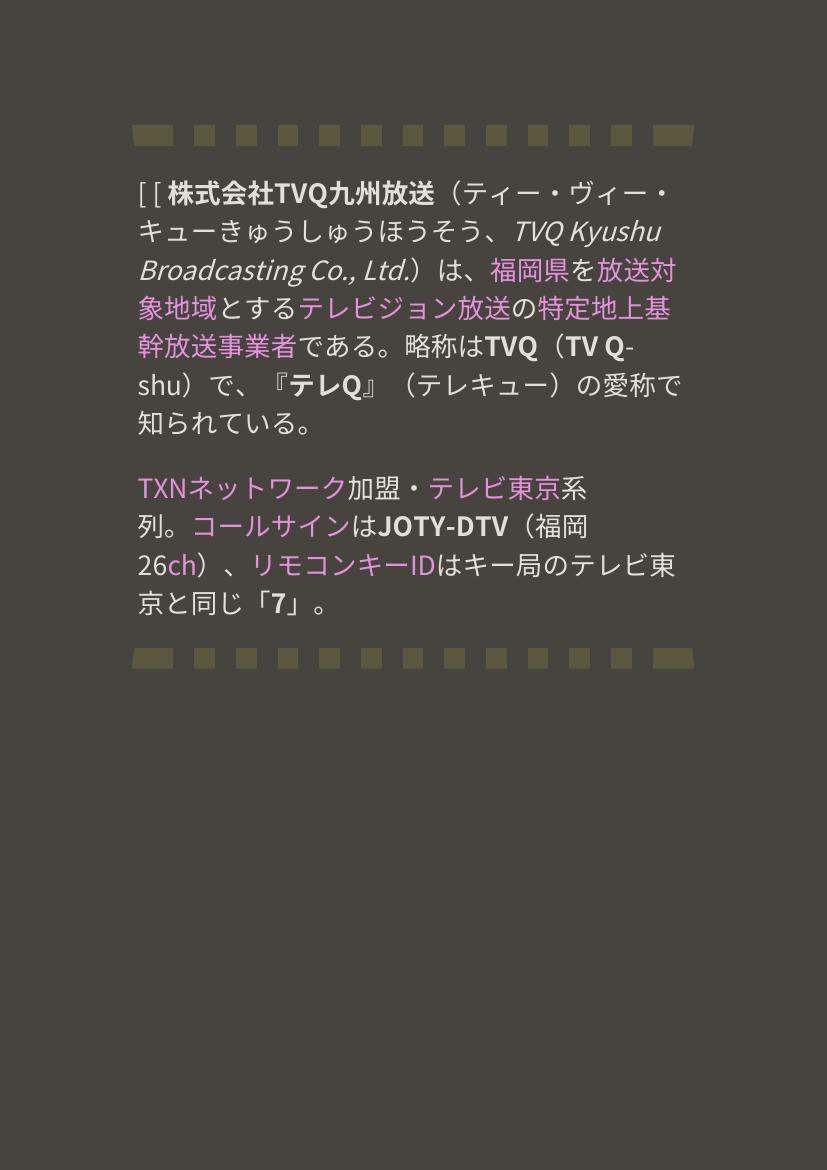 [ [ 株式会社TVQ九州放送（ティー・ヴィー・
キューきゅうしゅうほうそう、TVQ Kyushu
Broadcasting Co., Ltd.）は、福岡県を放送対
象地域とするテレビジョン放送の特定地上基
幹放送事業者である。略称はTVQ（TV Q-
shu）で、『テレQ』（テレキュー）の愛称で
知られている。
TXNネットワーク加盟・テレビ東京系
列。コールサインはJOTY-DTV（福岡
26ch）、リモコンキーIDはキー局のテレビ東
京と同じ「7」。